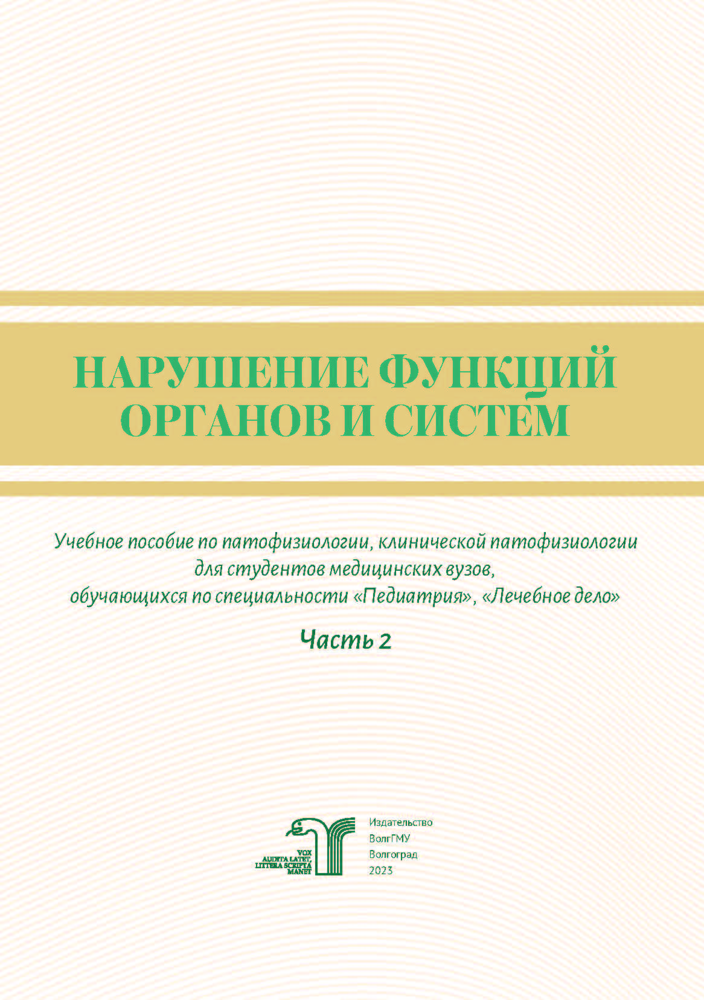 НАРУШЕНИЕ ФУНКЦИЙ
ОРГАНОВ И СИСТЕМ
Учебное пособие по патофизиологии, клинической патофизиологии
для студентов медицинских вузов,
обучающихся по специальности «Педиатрия», «Лечебное дело»
Часть 2
VOX
AUDITA LATET,
LITTERA SCRIPTA
MANET
Издательство
ВолгГМУ
Волгоград
2023